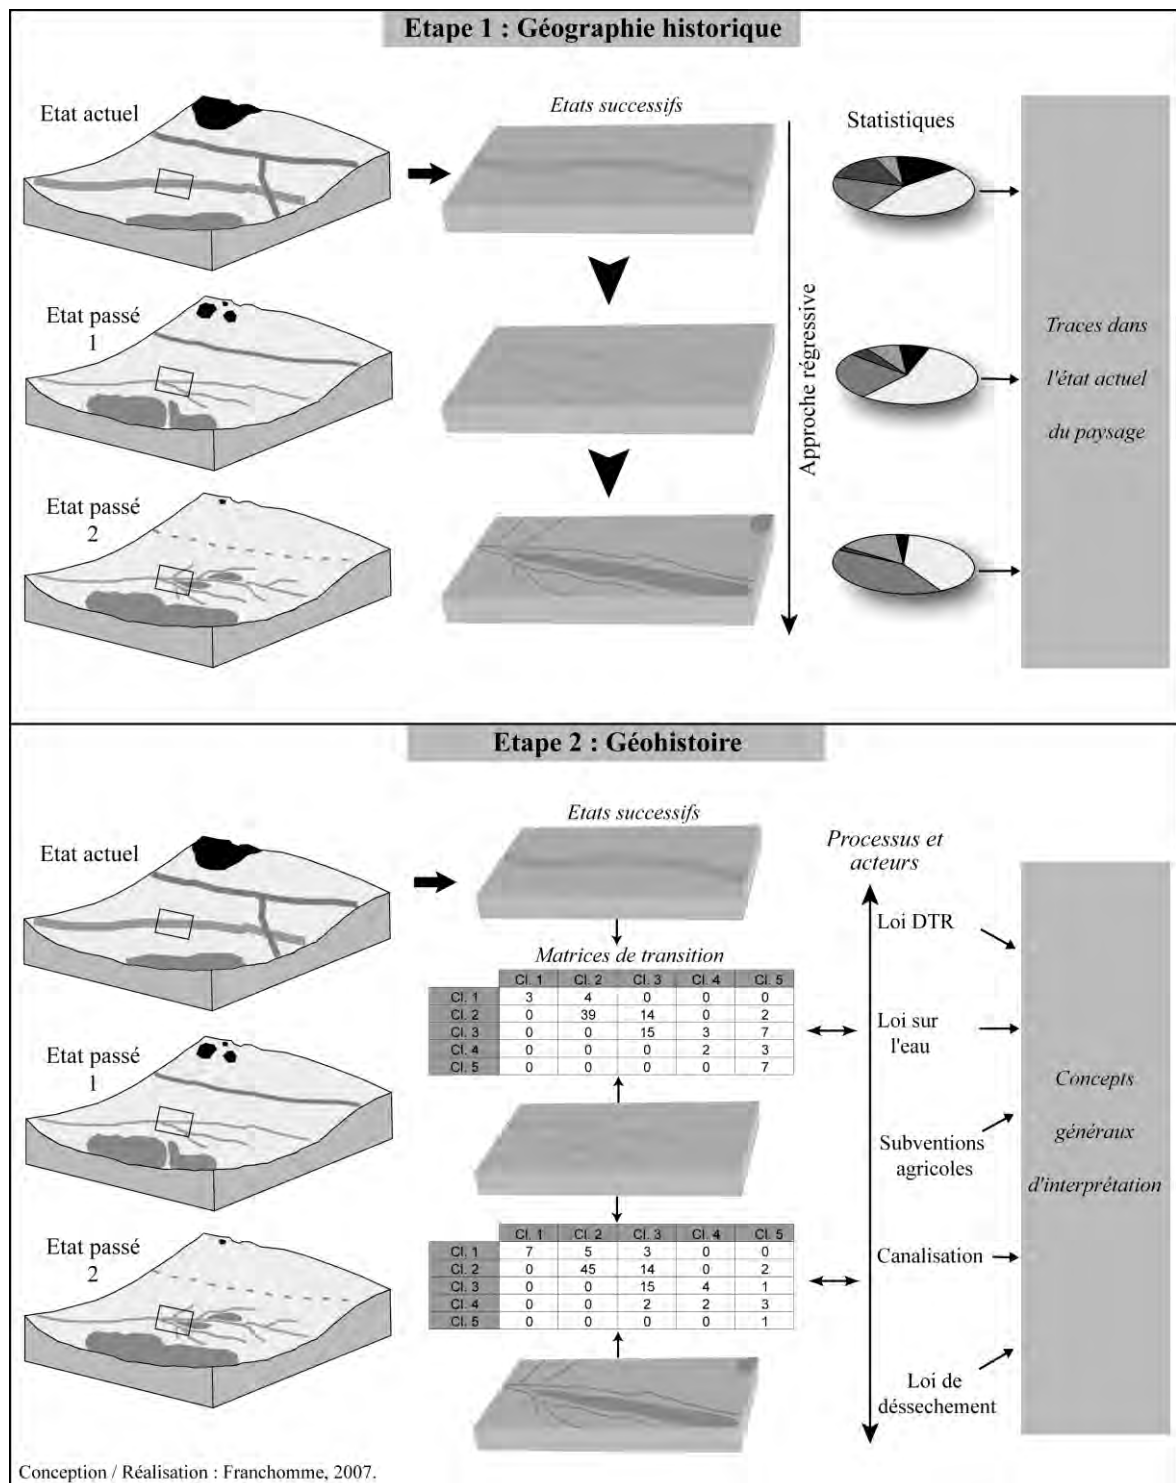 Etape 1 : Géographie historique
Etat actuel
Etats successifs
Statistiques
Etat passé
1
Approche régressive
Traces dans
l'état actuel
du paysage
Etat passé
2
Etape 2 : Géohistoire
Etat actuel
Etats successifs
Processus et
acteurs
Loi DTR
Matrices de transition
Cl. 1 Cl. 2 Cl. 3 Cl. 4 Cl. 5
Cl. 1 3 4 0 0 0
Cl. 2 0 39 14 0 2
Cl. 3 0 0 15 3 7
Cl. 4 0 0 0 2 3
Cl. 5 0 0 0 0 7
Loi sur
l'eau
Etat passé
1
Subventions
agricoles
Concepts
généraux
d'interprétation
Etat passé
2
Cl. 1 Cl. 2 Cl. 3 Cl. 4 Cl. 5
Cl. 1 7 5 3 0 0
Cl. 2 0 45 14 0 2
Cl. 3 0 0 15 4 1
Cl. 4 0 0 2 2 3
Cl. 5 0 0 0 0 1
Canalisation
Loi de
déssechement
Conception / Réalisation : Franchomme, 2007.